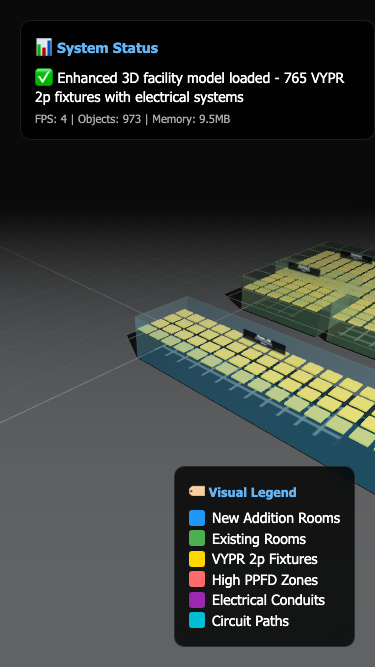 📊 System Status
✅ Enhanced 3D facility model loaded - 765 VYPR
2p fixtures with electrical systems
FPS: 4 | Objects: 973 | Memory: 9.5MB
🏷️ Visual Legend
New Addition Rooms
Existing Rooms
VYPR 2p Fixtures
High PPFD Zones
Electrical Conduits
Circuit Paths